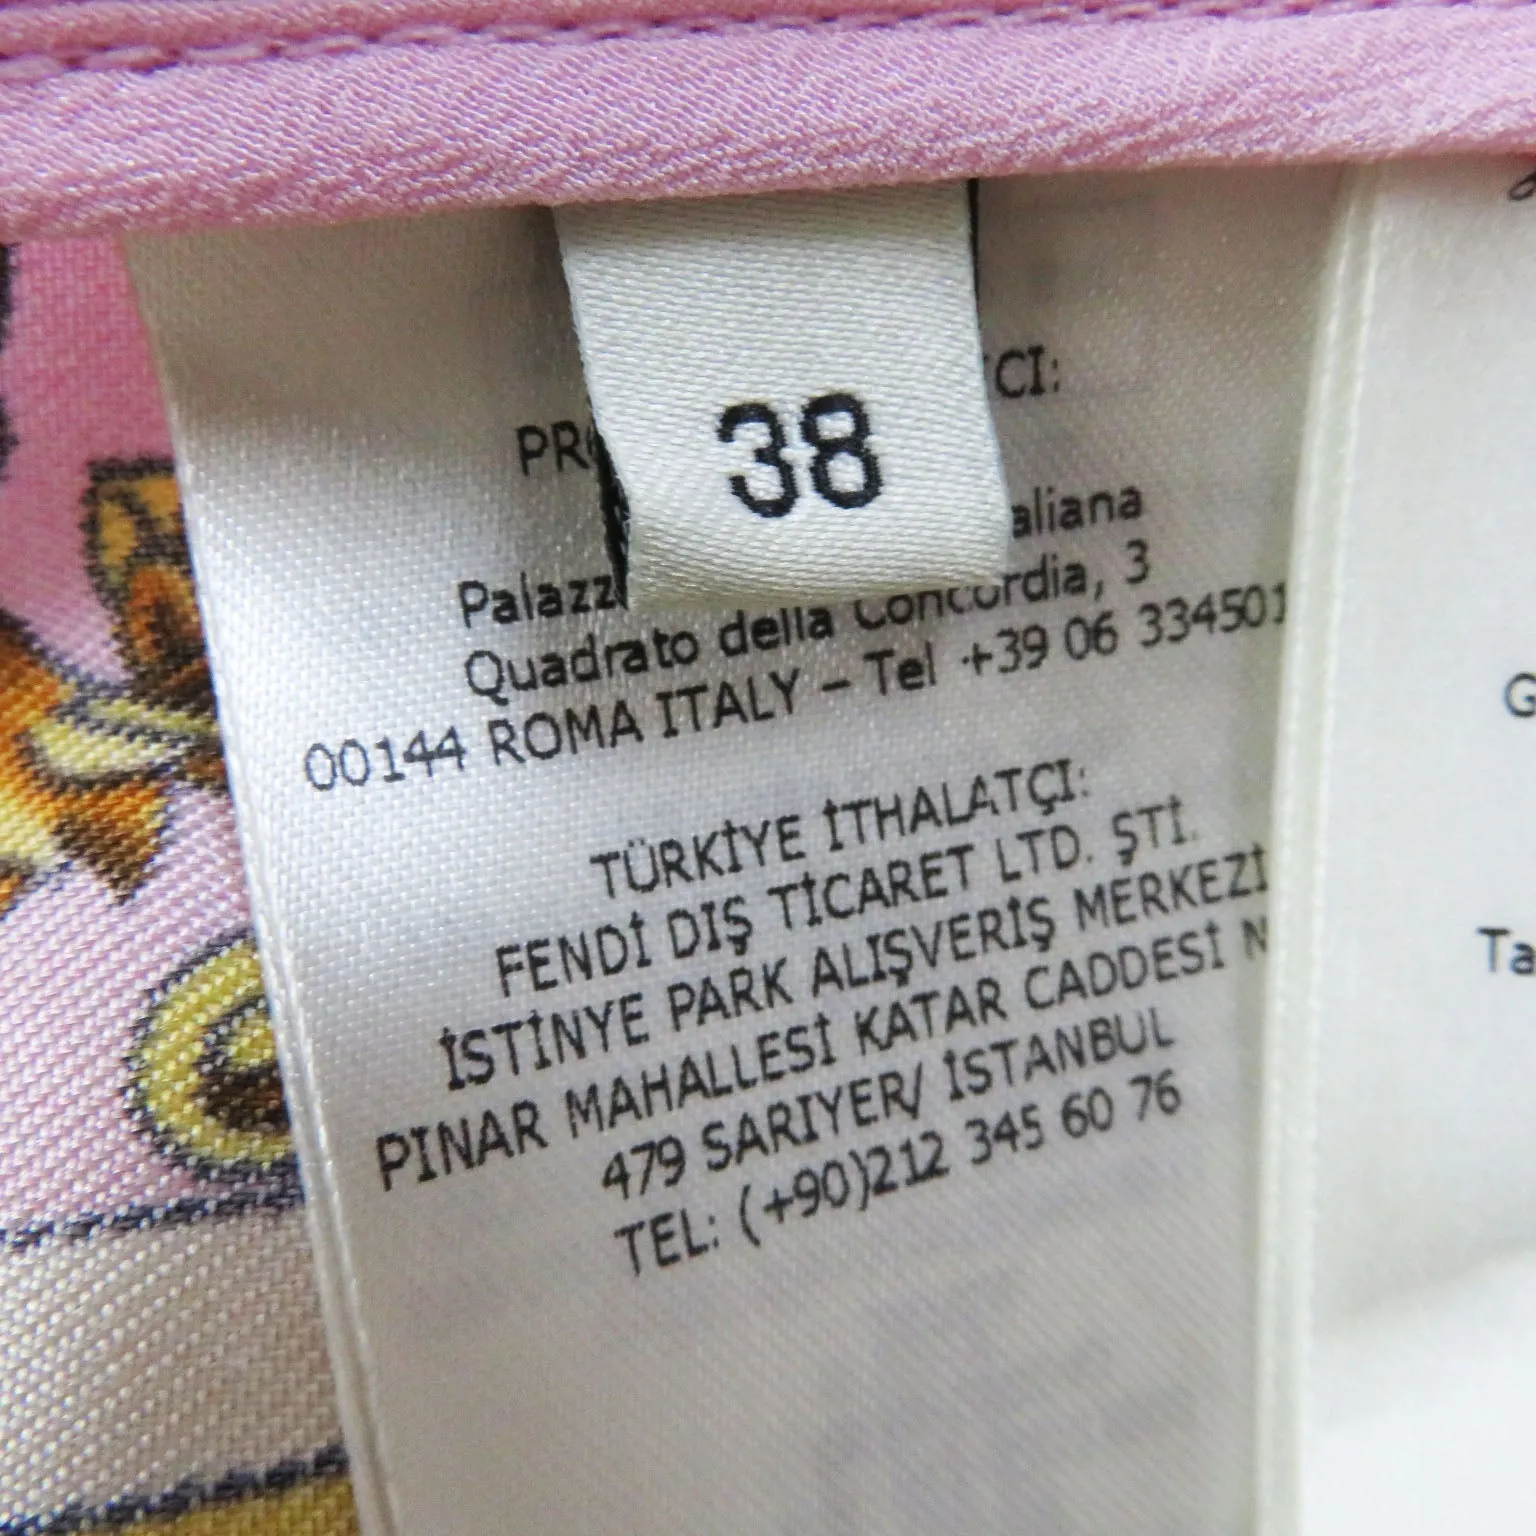 38
CI:
PR
aliana
Palazz
Quadrato della Concordia, 3
00144 ROMA ITALY – Tel +39 06 334501
TÜRKİYE İTHALATÇI:
FENDİ DIŞ TİCARET LTD. ŞTİ.
İSTİNYE PARK ALIŞVERİŞ MERKEZİ
PINAR MAHALLESİ KATAR CADDESİ N
479 SARIYER/ İSTANBUL
TEL: (+90)212 345 60 76
G
Ta